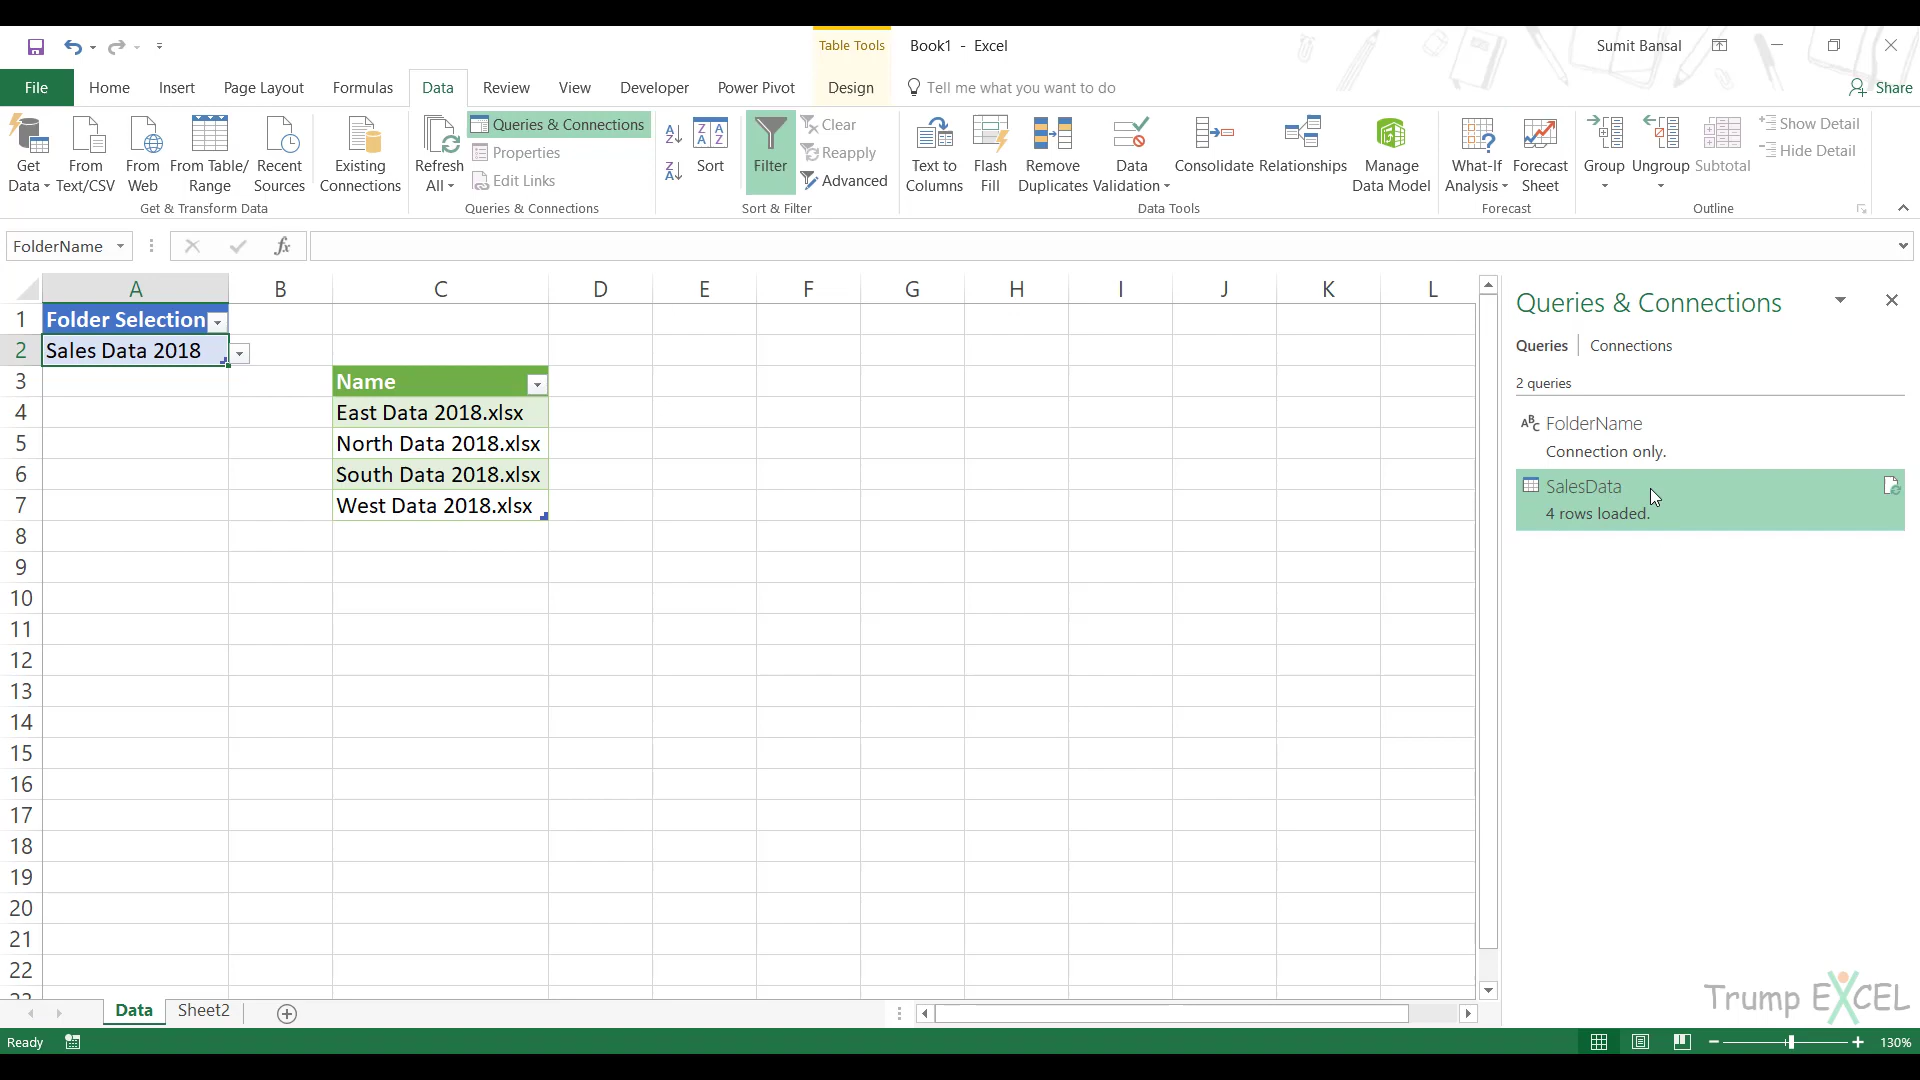 Table Tools
Book1 - Excel
Sumit Bansal
File
Home
Insert
Page Layout
Formulas
Data
Review
View
Developer
Power Pivot
Design
Tell me what you want to do
Share
Get Data
From Text/CSV
From Web
From Table/ Range
Recent Sources
Existing Connections
Get & Transform Data
Refresh All
Queries & Connections
Properties
Edit Links
Queries & Connections
Sort
Filter
Clear
Reapply
Advanced
Sort & Filter
Text to Columns
Flash Fill
Remove Duplicates
Data Validation
Consolidate
Relationships
Manage Data Model
Data Tools
What-If Analysis
Forecast Sheet
Forecast
Group
Ungroup
Subtotal
Show Detail
Hide Detail
Outline
FolderName
fx
A B C D E F G H I J K L
1 Folder Selection
2 Sales Data 2018
3 Name
4 East Data 2018.xlsx
5 North Data 2018.xlsx
6 South Data 2018.xlsx
7 West Data 2018.xlsx
8
9
10
11
12
13
14
15
16
17
18
19
20
21
22
Queries & Connections
Queries | Connections
2 queries
FolderName
Connection only.
SalesData
4 rows loaded.
Trump EXCEL
Data
Sheet2
Ready
130%